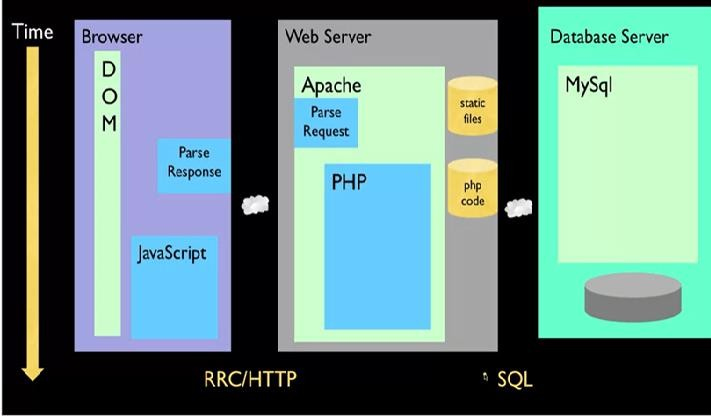 Time
Browser
Web Server
Database Server
D
O
M
Apache
MySql
static
files
Parse
Request
Parse
Response
PHP
php
code
JavaScript
RRC/HTTP
SQL